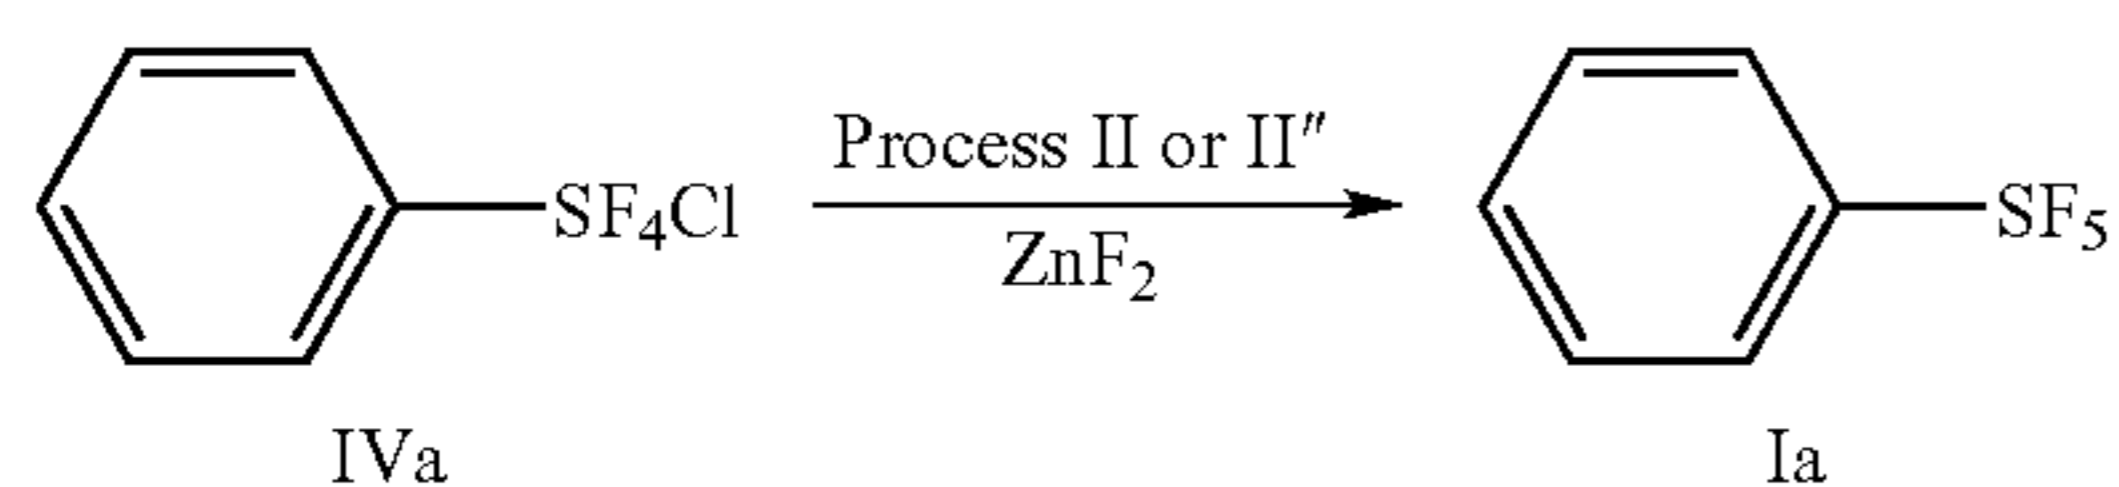 Process II or II″
SF₄Cl
SF₅
ZnF₂
IVa
Ia